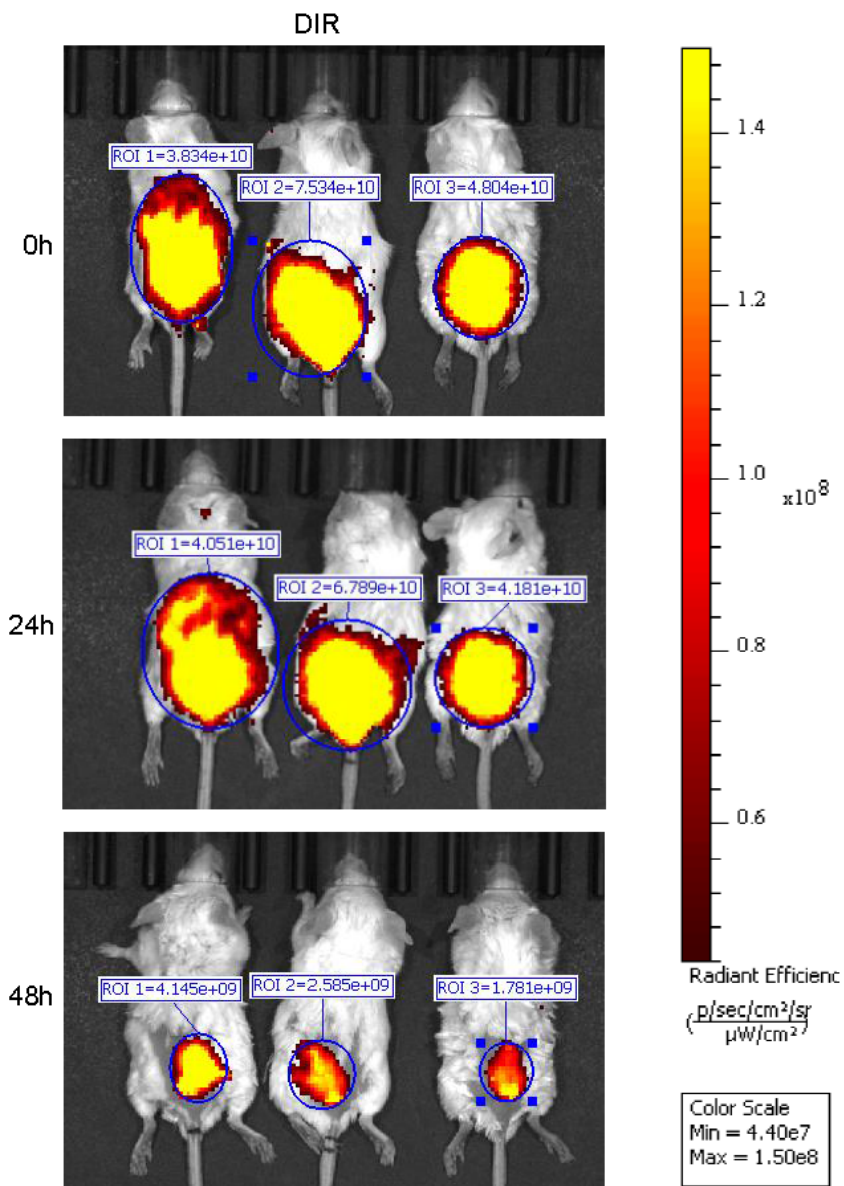 DIR
0h
ROI 1=3.834e+10
ROI 2=7.534e+10
ROI 3=4.804e+10
24h
ROI 1=4.051e+10
ROI 2=6.789e+10
ROI 3=4.181e+10
48h
ROI 1=4.145e+09
ROI 2=2.585e+09
ROI 3=1.781e+09
1.4
1.2
1.0
x10⁸
0.8
0.6
Radiant Efficienc
(p/sec/cm²/sr
µW/cm²)
Color Scale
Min = 4.40e7
Max = 1.50e8